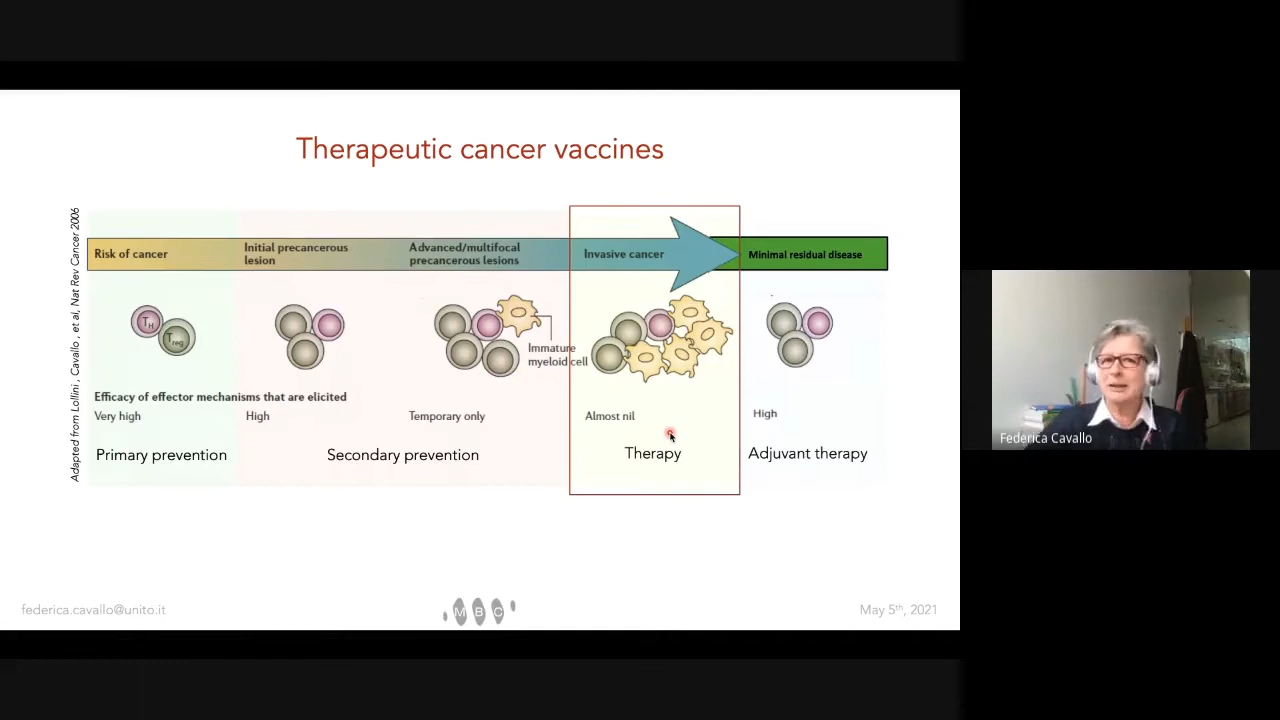 Therapeutic cancer vaccines
Adapted from Lollini, Cavallo, et al, Nat Rev Cancer 2006
Risk of cancer
Initial precancerous
lesion
Advanced/multifocal
precancerous lesions
Invasive cancer
Minimal residual disease
TH
Treg
Immature
myeloid cell
Efficacy of effector mechanisms that are elicited
Very high
High
Temporary only
Almost nil
High
Primary prevention
Secondary prevention
Therapy
Adjuvant therapy
federica.cavallo@unito.it
MBC
May 5th, 2021
Federica Cavallo